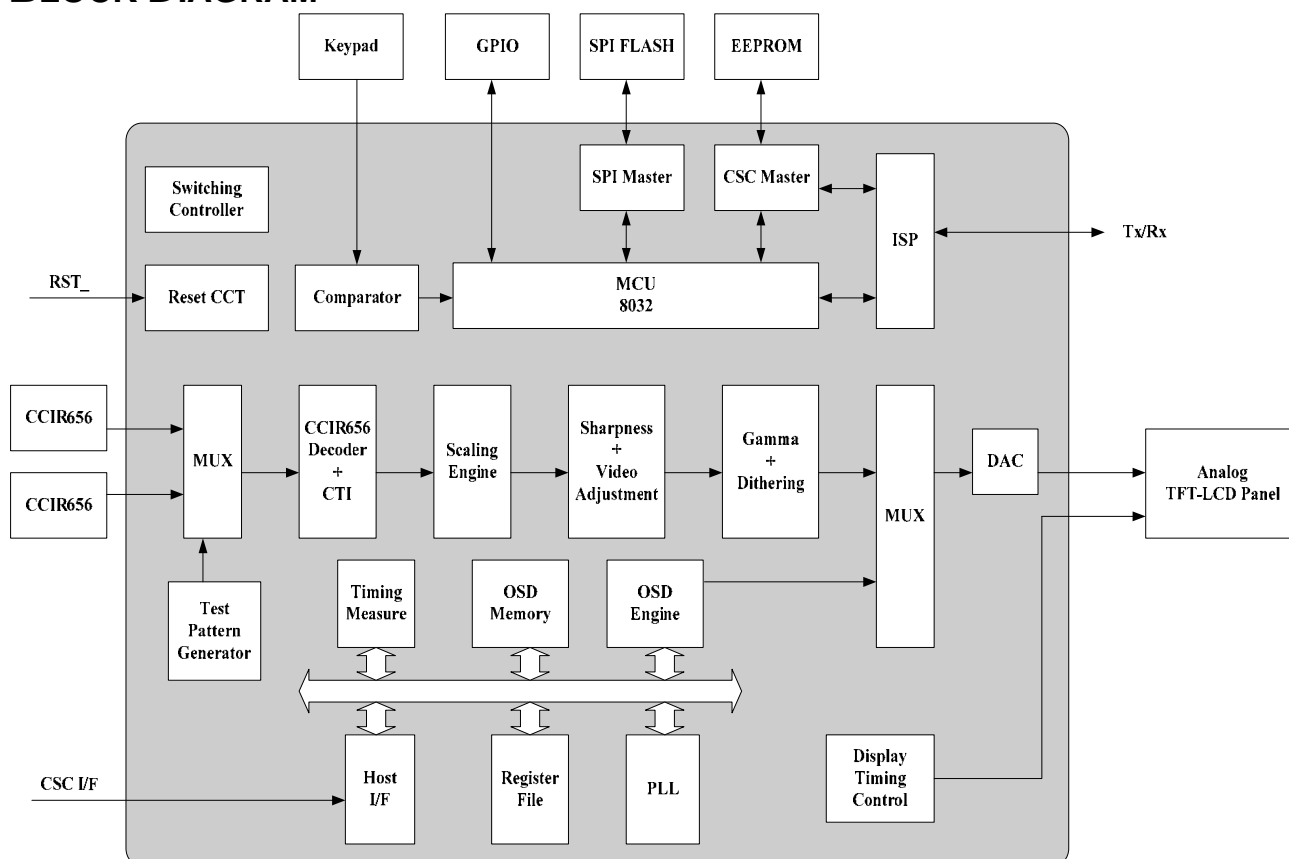 BLOCK DIAGRAM
Keypad
GPIO
SPI FLASH
EEPROM
Switching
Controller
SPI Master
CSC Master
ISP
Tx/Rx
RST_
Reset CCT
Comparator
MCU
8032
CCIR656
CCIR656
MUX
CCIR656
Decoder
+
CTI
Scaling
Engine
Sharpness
+
Video
Adjustment
Gamma
+
Dithering
MUX
DAC
Analog
TFT-LCD Panel
Test
Pattern
Generator
Timing
Measure
OSD
Memory
OSD
Engine
CSC I/F
Host
I/F
Register
File
PLL
Display
Timing
Control